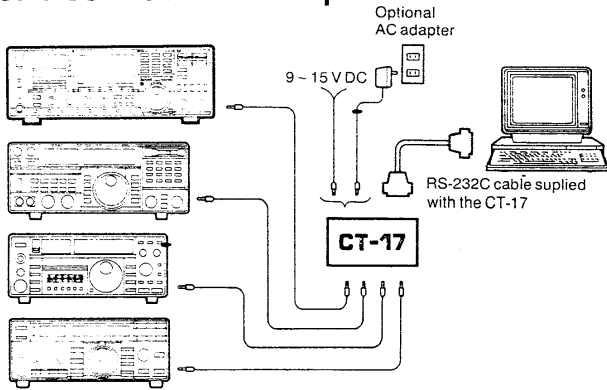 Optional
AC adapter
9 ~ 15 V DC
RS-232C cable suplied
with the CT-17
CT-17